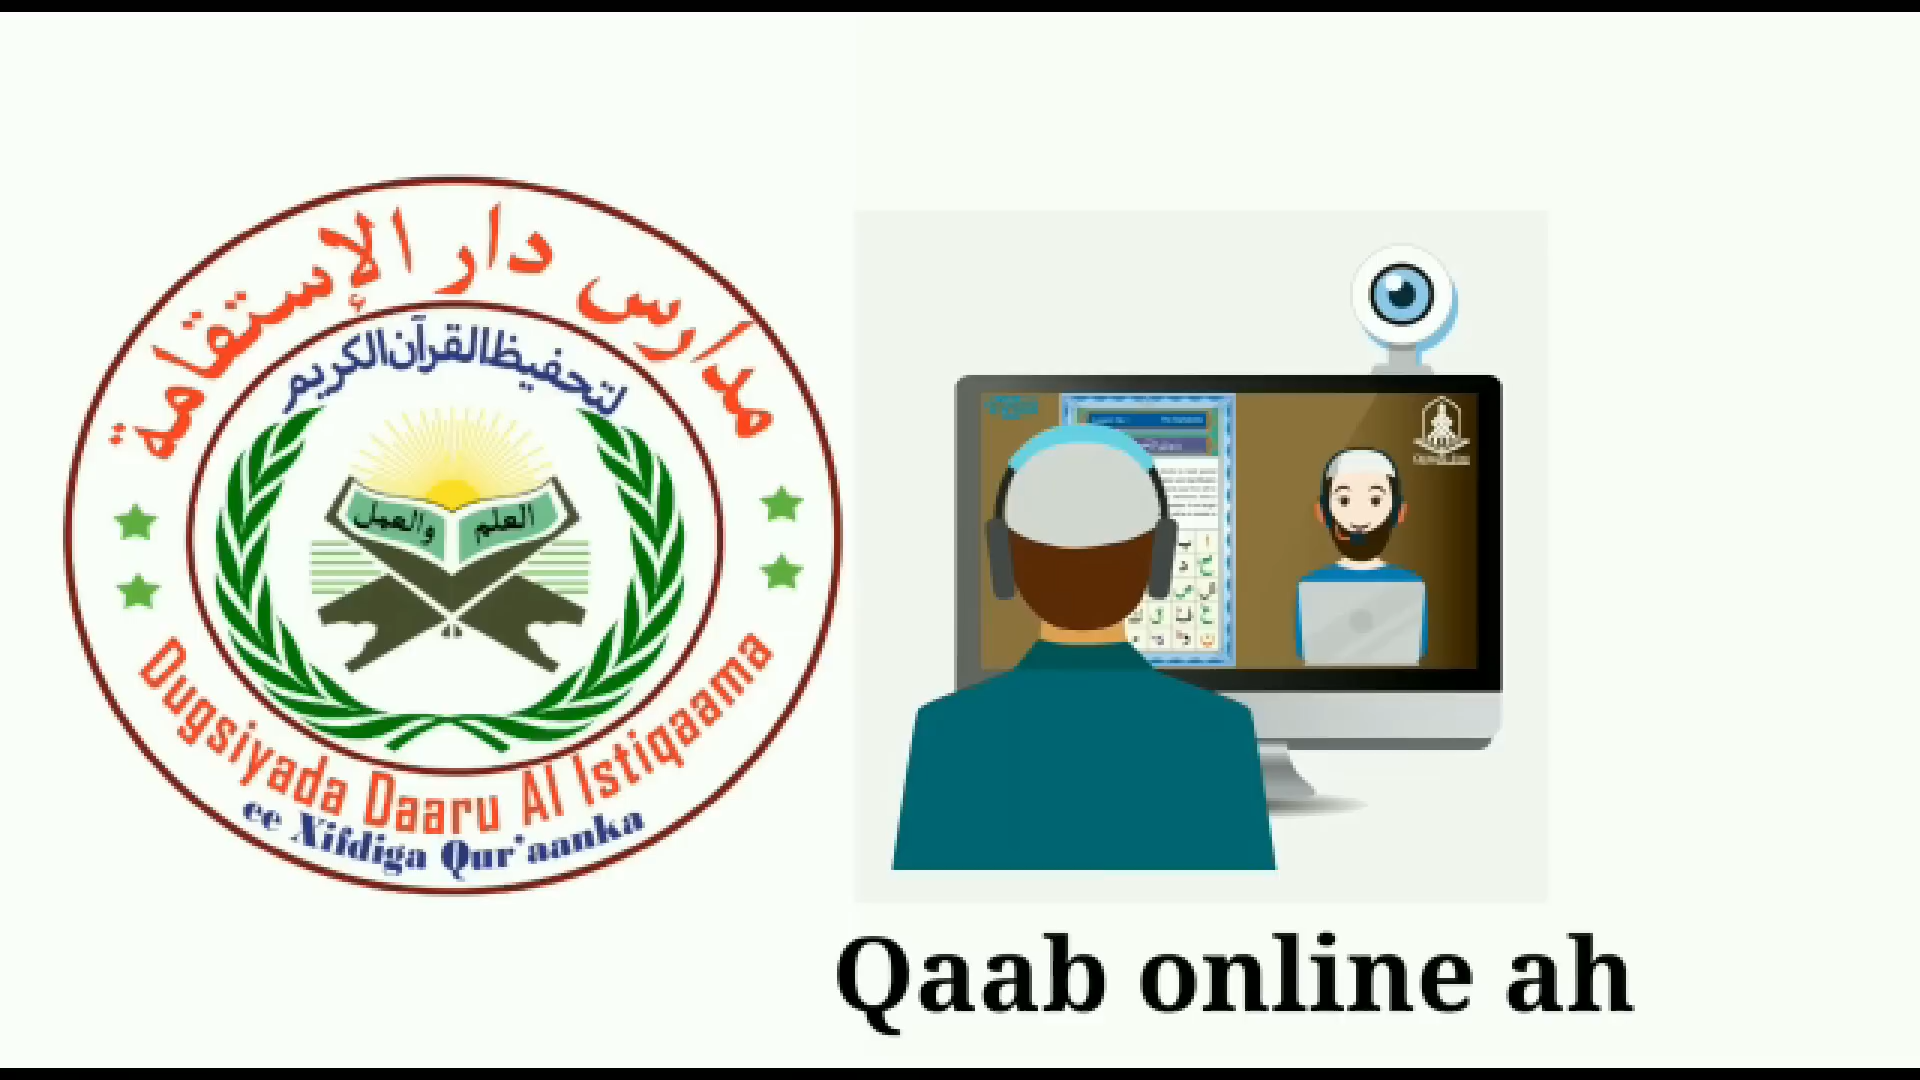 مدارس دار الإستقامة
لتحفيظ القرآن الكريم
العلم والعمل
Dugsiyada Daaru Al Istiqaama
ee Xifdiga Qur'aanka
Qaab online ah